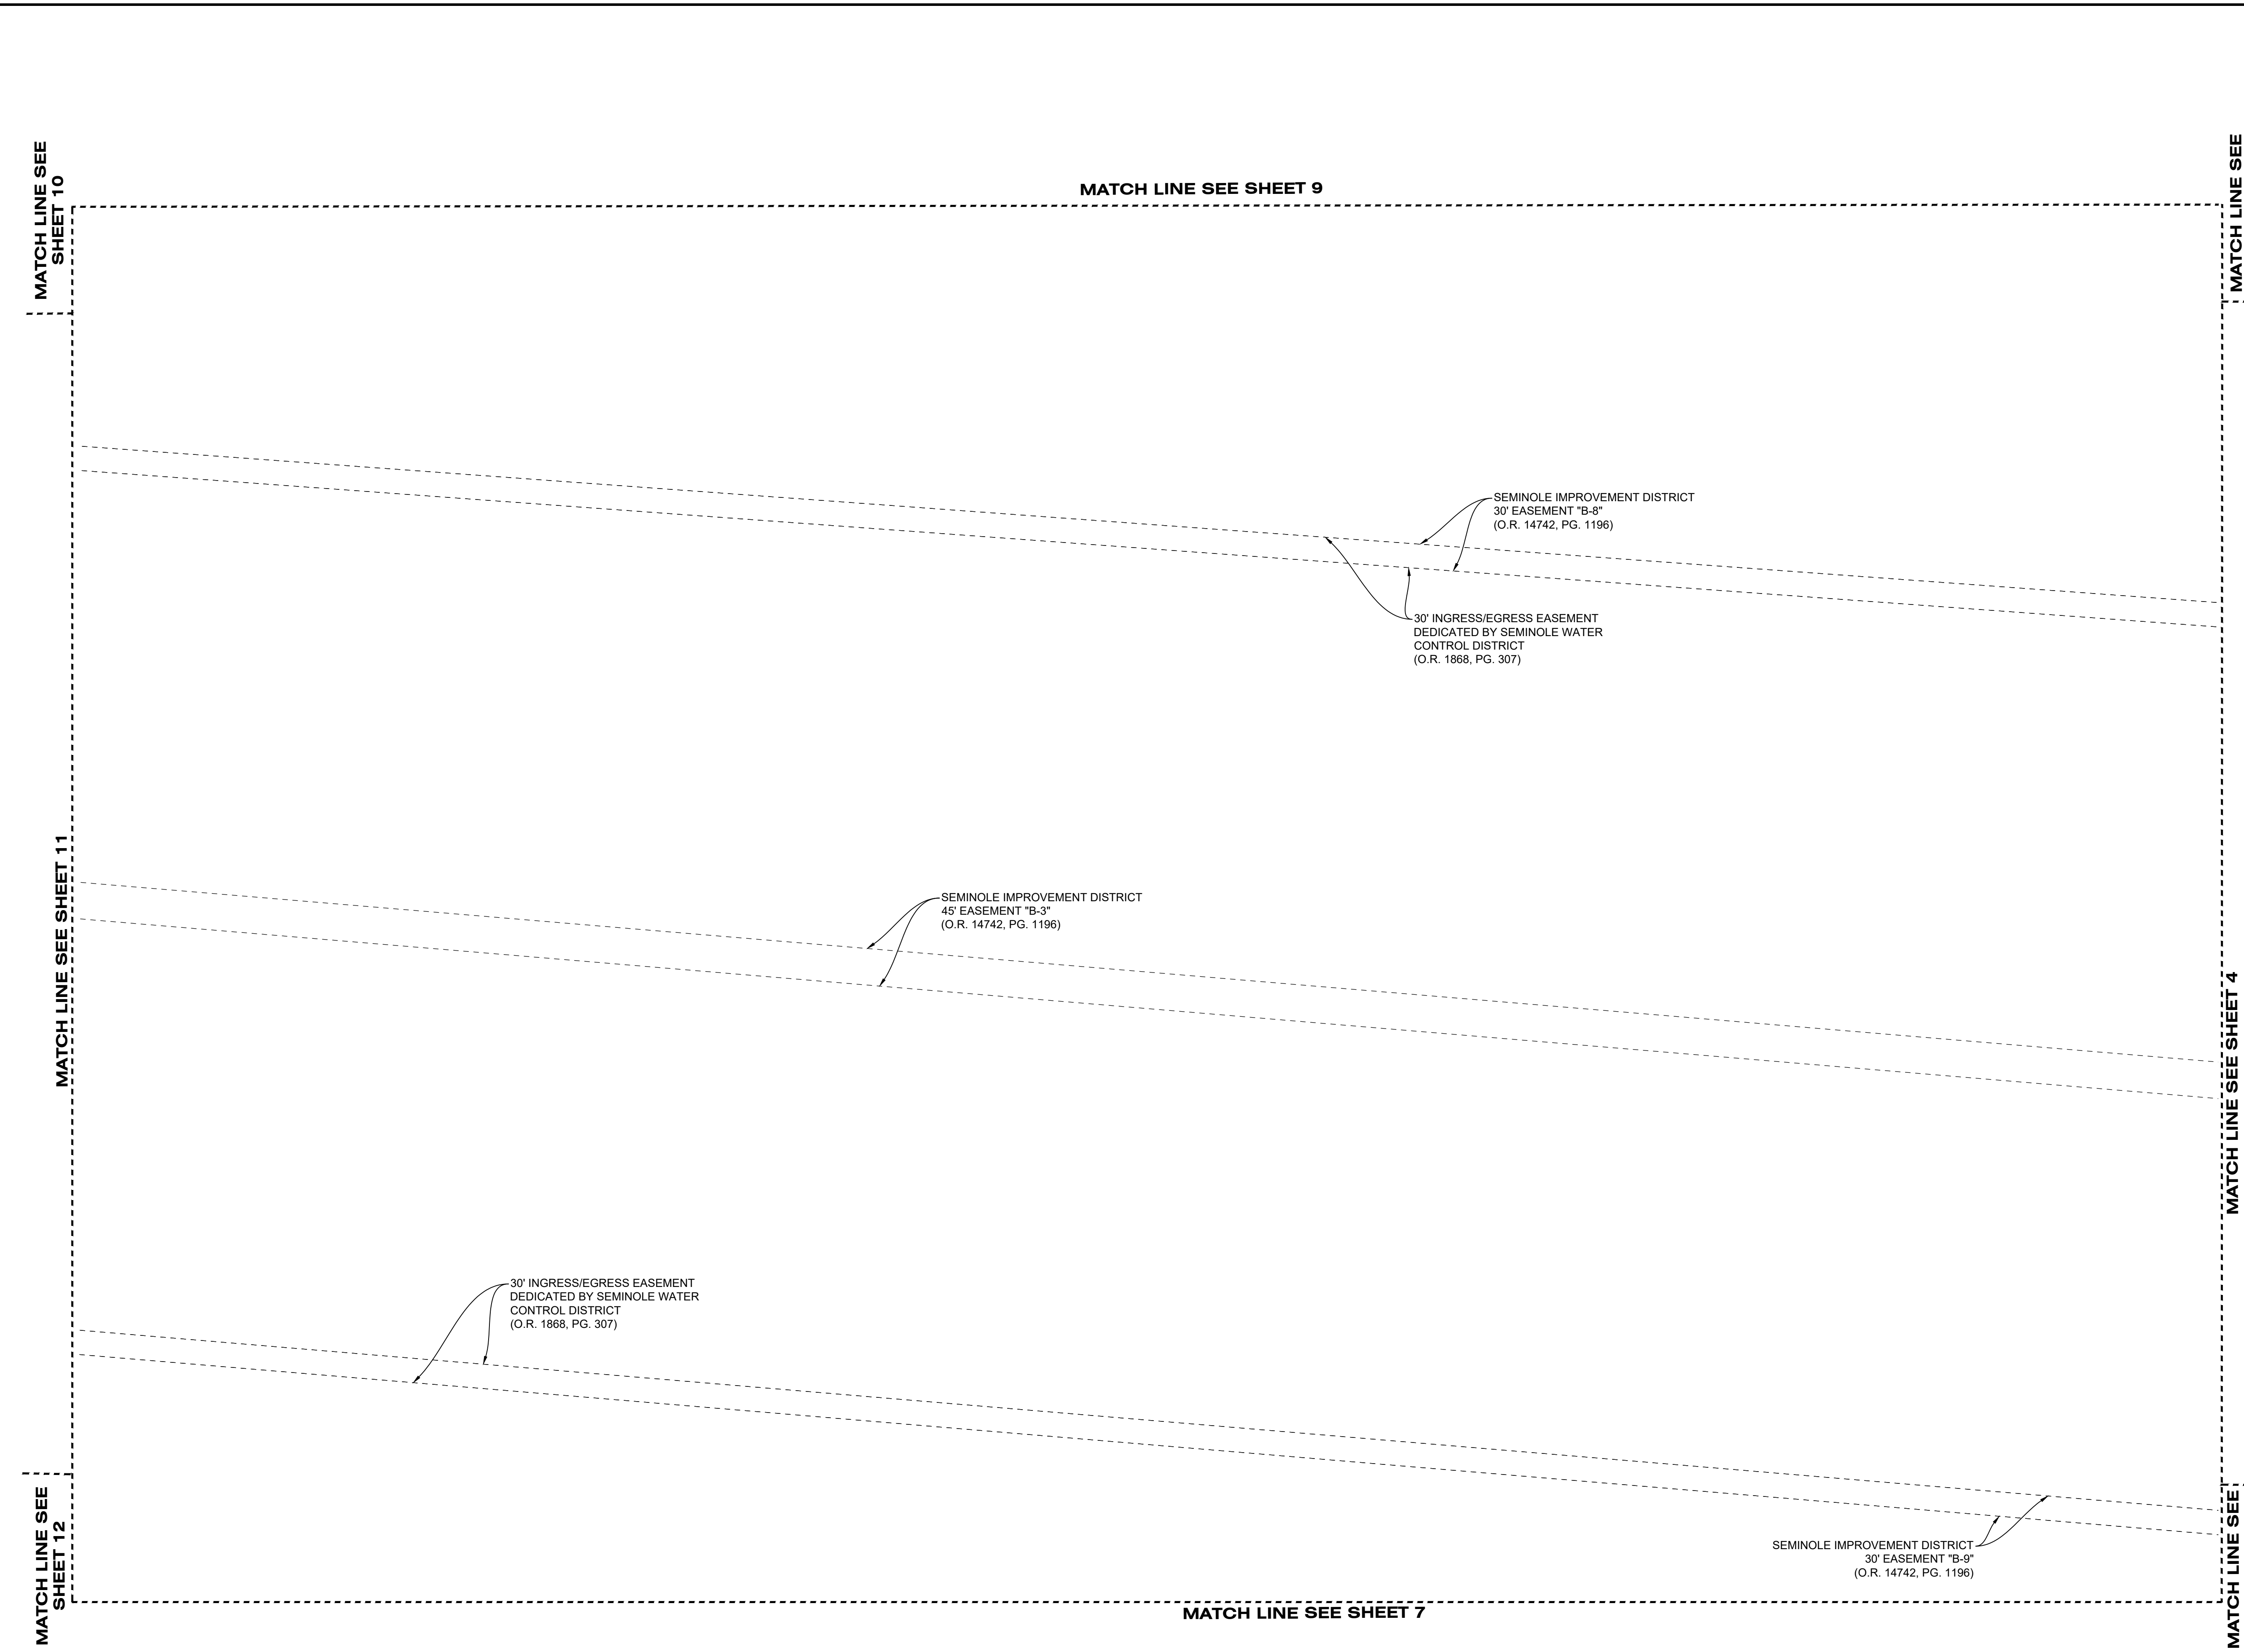 MATCH LINE SEE
SHEET 10
MATCH LINE SEE SHEET 9
MATCH LINE SEE
SEMINOLE IMPROVEMENT DISTRICT
30' EASEMENT "B-8"
(O.R. 14742, PG. 1196)
30' INGRESS/EGRESS EASEMENT
DEDICATED BY SEMINOLE WATER
CONTROL DISTRICT
(O.R. 1868, PG. 307)
MATCH LINE SEE SHEET 11
SEMINOLE IMPROVEMENT DISTRICT
45' EASEMENT "B-3"
(O.R. 14742, PG. 1196)
MATCH LINE SEE SHEET 4
30' INGRESS/EGRESS EASEMENT
DEDICATED BY SEMINOLE WATER
CONTROL DISTRICT
(O.R. 1868, PG. 307)
MATCH LINE SEE
SHEET 12
SEMINOLE IMPROVEMENT DISTRICT
30' EASEMENT "B-9"
(O.R. 14742, PG. 1196)
MATCH LINE SEE SHEET 7
MATCH LINE SEE